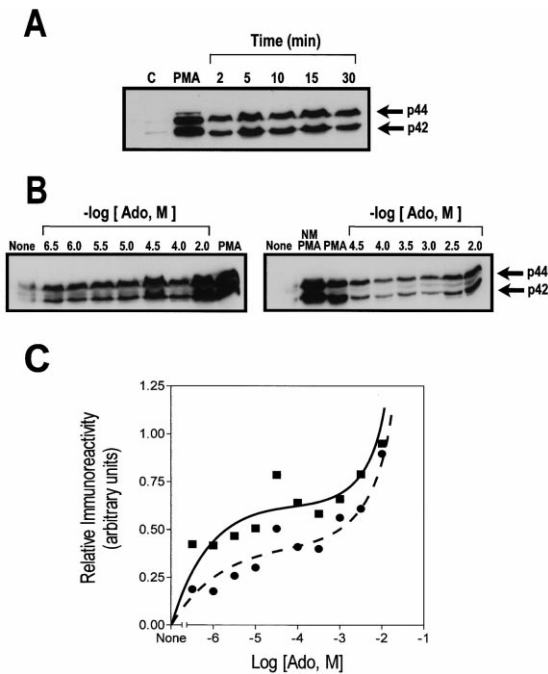 A
Time (min)
C PMA 2 5 10 15 30
p44
p42
B
-log [ Ado, M ]
None 6.5 6.0 5.5 5.0 4.5 4.0 2.0 PMA
-log [ Ado, M ]
NM
None PMA PMA 4.5 4.0 3.5 3.0 2.5 2.0
p44
p42
C
Relative Immunoreactivity
(arbitrary units)
1.25
1.00
0.75
0.50
0.25
0.00
None -6 -5 -4 -3 -2 -1
Log [Ado, M]